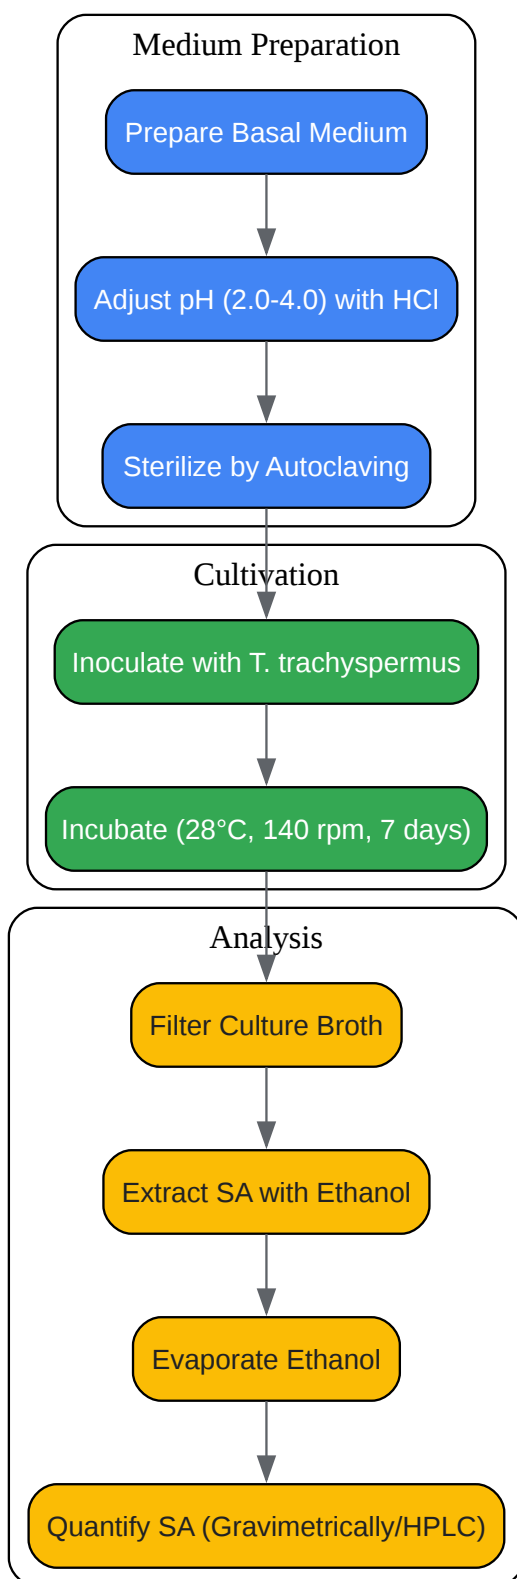 Medium Preparation
Prepare Basal Medium
Adjust pH (2.0-4.0) with HCl
Sterilize by Autoclaving
Cultivation
Inoculate with T. trachyspermus
Incubate (28°C, 140 rpm, 7 days)
Analysis
Filter Culture Broth
Extract SA with Ethanol
Evaporate Ethanol
Quantify SA (Gravimetrically/HPLC)